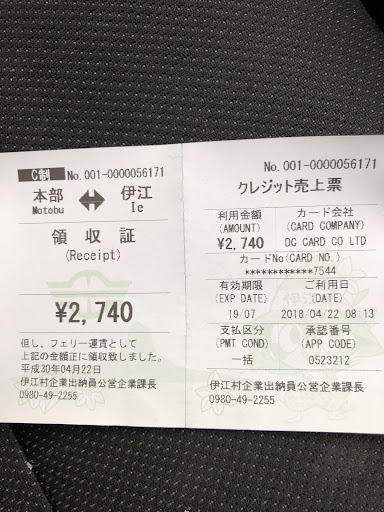 C制 No. 001-0000056171
本部 ⬌ 伊江
Motobu Ie
領収証
(Receipt)
¥2,740
但し、フェリー運賃として
上記の金額正に領収致しました。
平成30年04月22日
伊江村企業出納員公営企業課長
0980-49-2255
No. 001-0000056171
クレジット売上票
利用金額 カード会社
(AMOUNT) (CARD COMPANY)
¥2,740 DG CARD CO LTD
カードNo(CARD NO.)
************7544
有効期限 ご利用日
(EXP DATE) (DATE)
19/07 2018/04/22 08:13
支払区分 承認番号
(PMT COND) (APP CODE)
一括 0523212
伊江村企業出納員公営企業課長
0980-49-2255